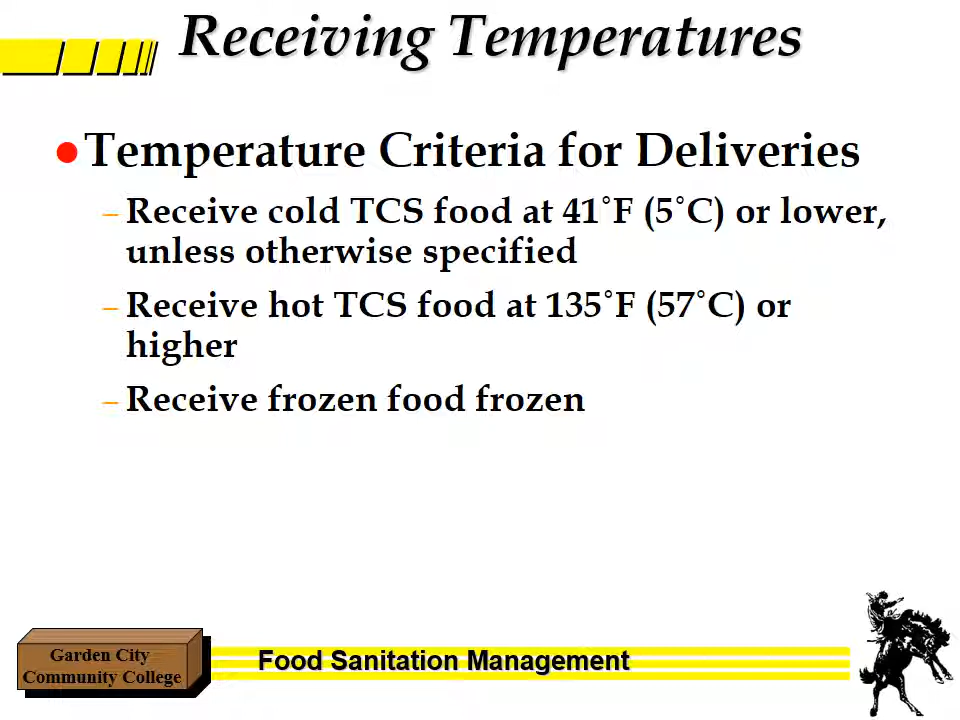 Receiving Temperatures
●Temperature Criteria for Deliveries
– Receive cold TCS food at 41˚F (5˚C) or lower,
unless otherwise specified
– Receive hot TCS food at 135˚F (57˚C) or
higher
– Receive frozen food frozen
Garden City
Community College
Food Sanitation Management